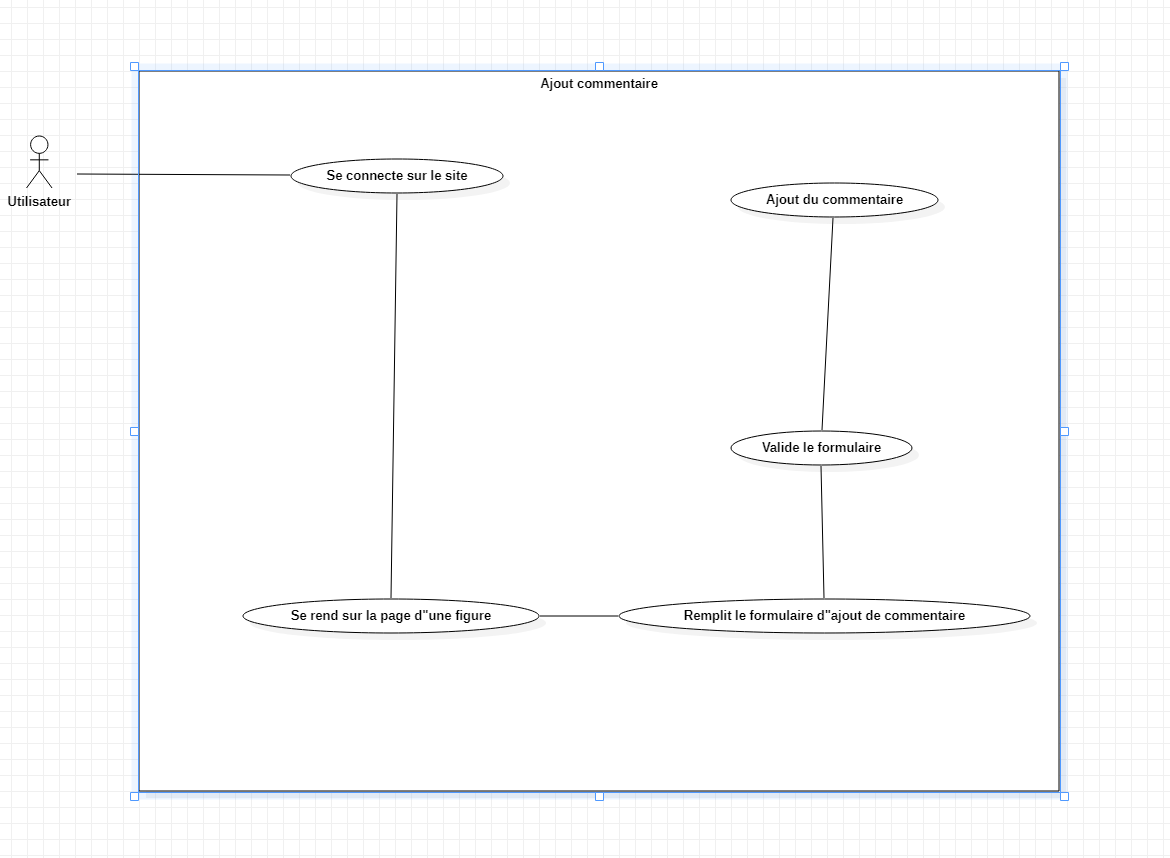 Ajout commentaire
Utilisateur
Se connecte sur le site
Ajout du commentaire
Valide le formulaire
Se rend sur la page d"une figure
Remplit le formulaire d"ajout de commentaire